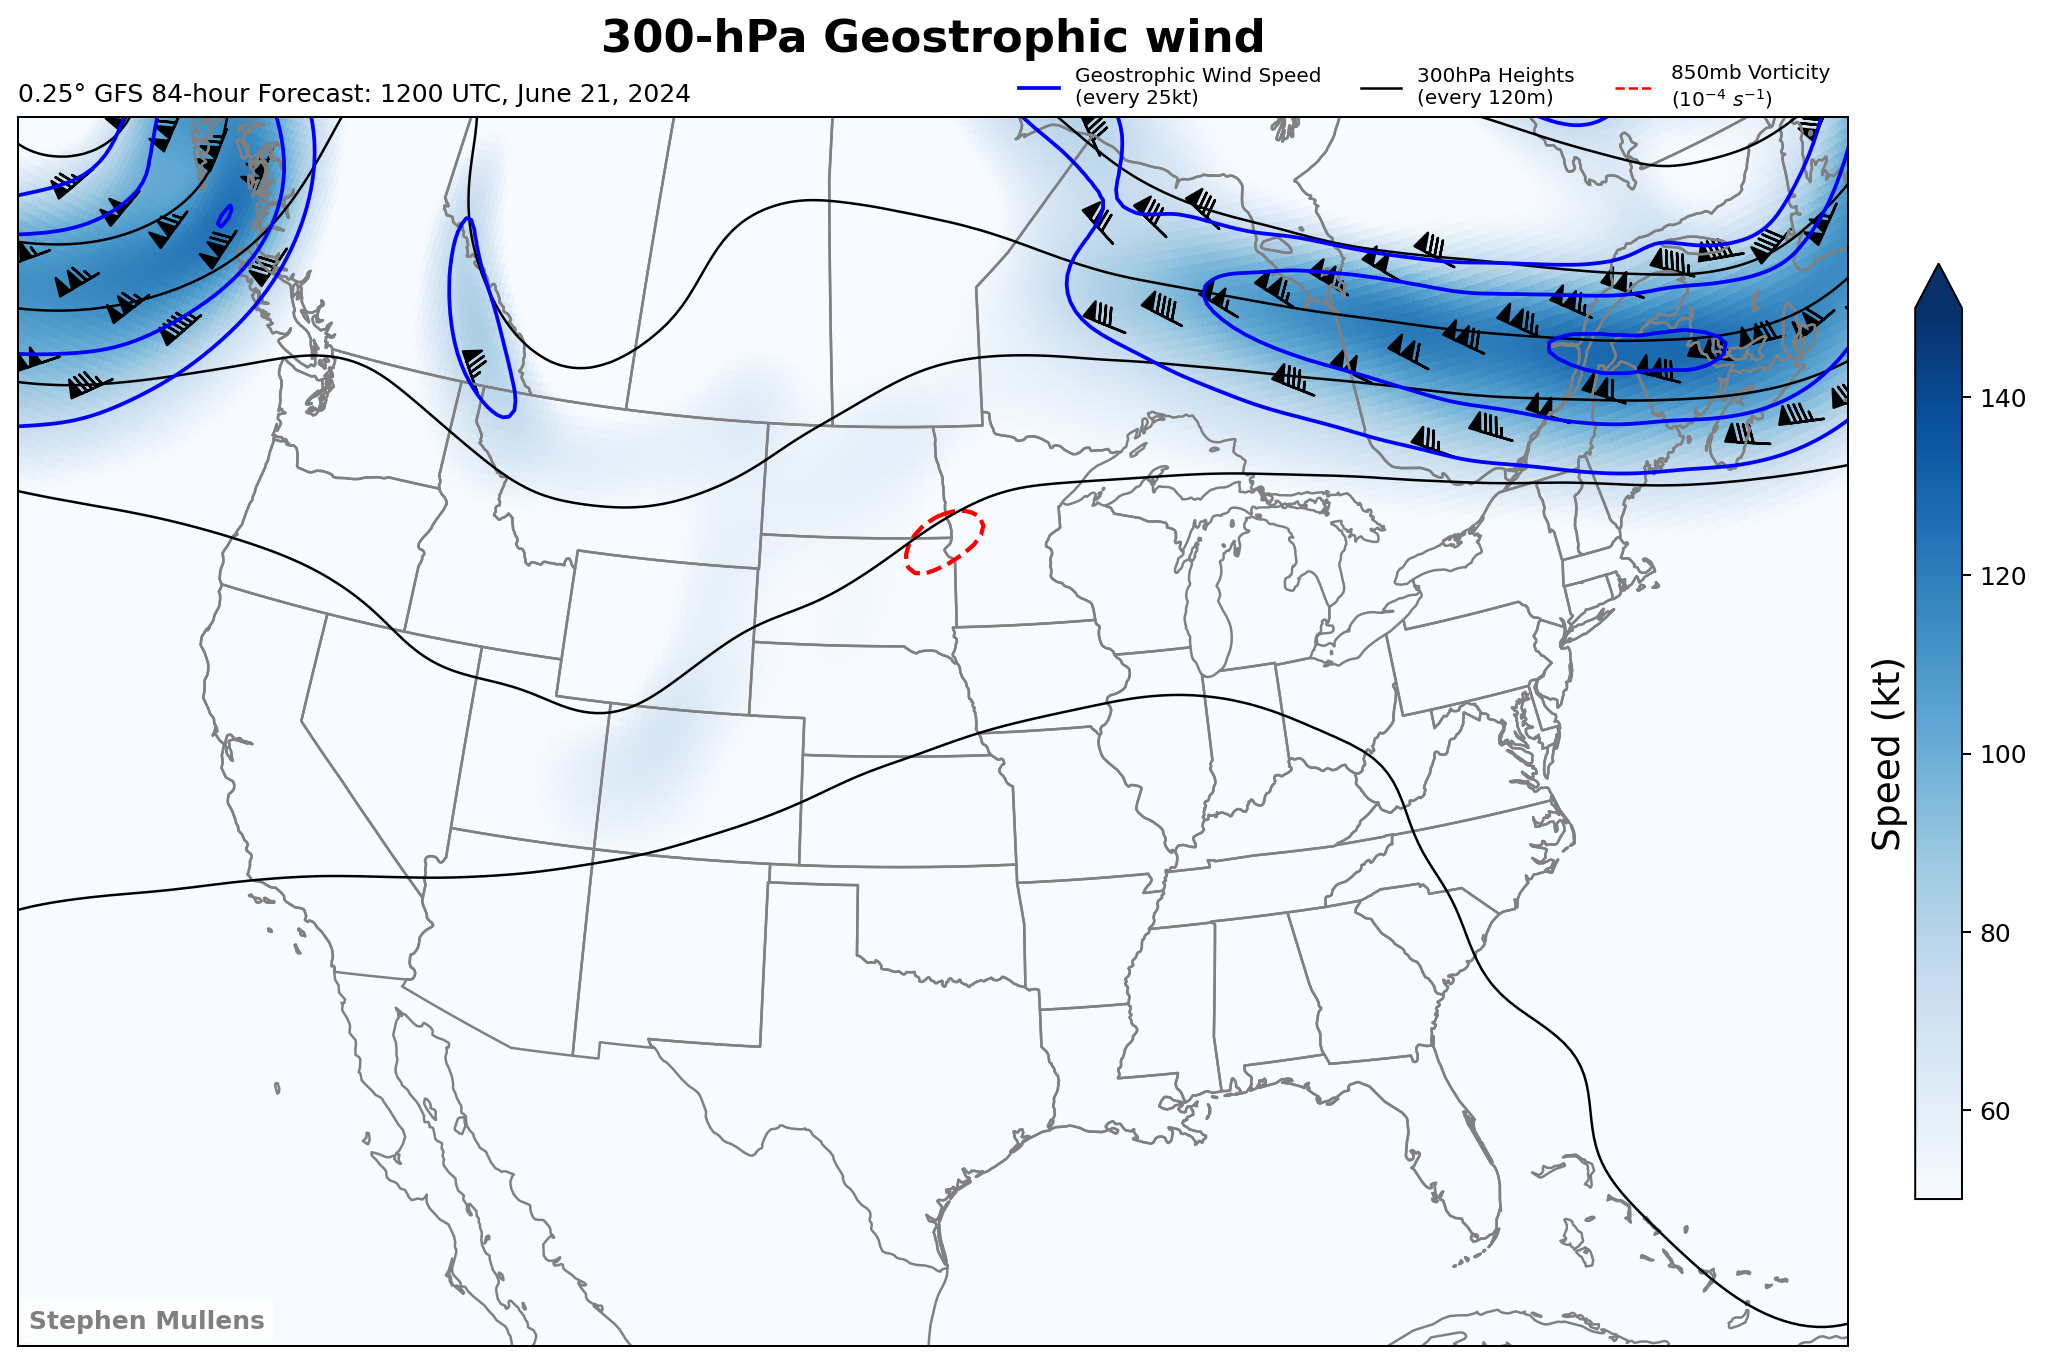 300-hPa Geostrophic wind
0.25° GFS 84-hour Forecast: 1200 UTC, June 21, 2024
Geostrophic Wind Speed
(every 25kt)
300hPa Heights
(every 120m)
850mb Vorticity
(10⁻⁴ s⁻¹)
140
120
100
80
60
Speed (kt)
Stephen Mullens